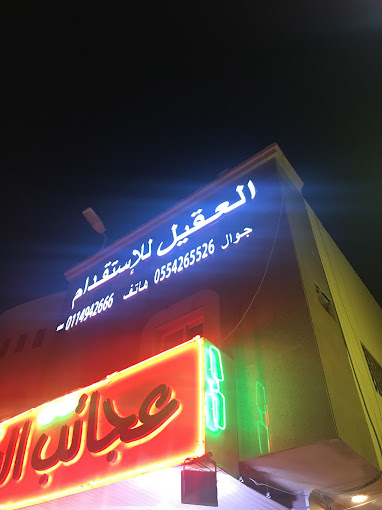 العقيل للإستقدام
جوال 0554265526 هاتف 0114942666 =
عجائب